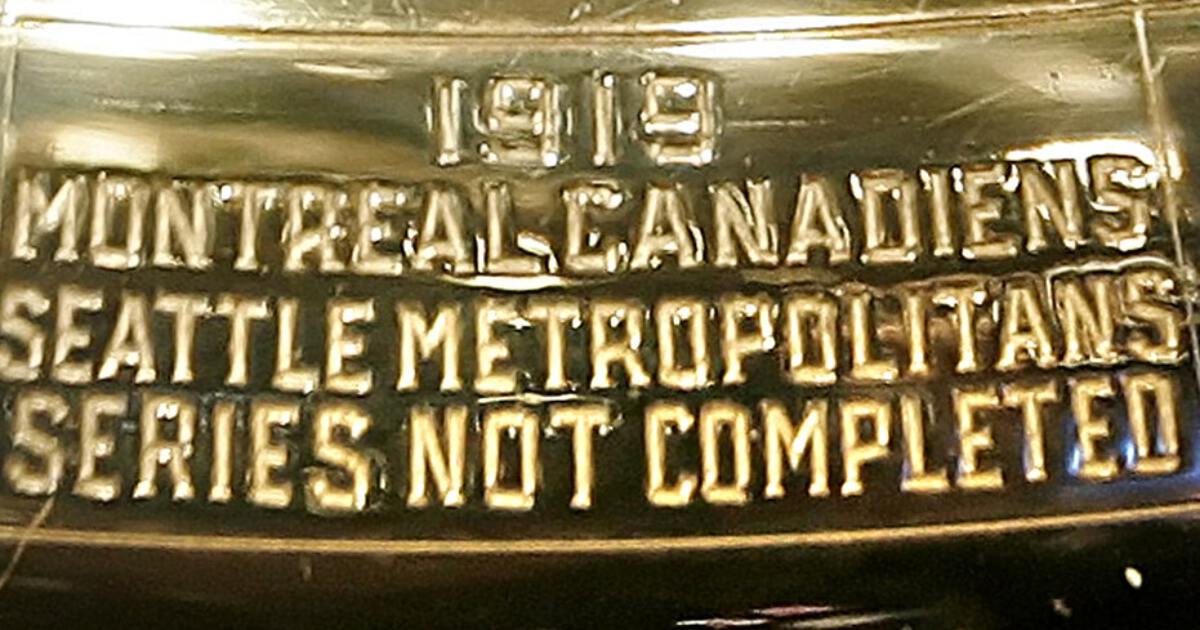 1919
MONTREAL CANADIENS
SEATTLE METROPOLITANS
SERIES NOT COMPLETED